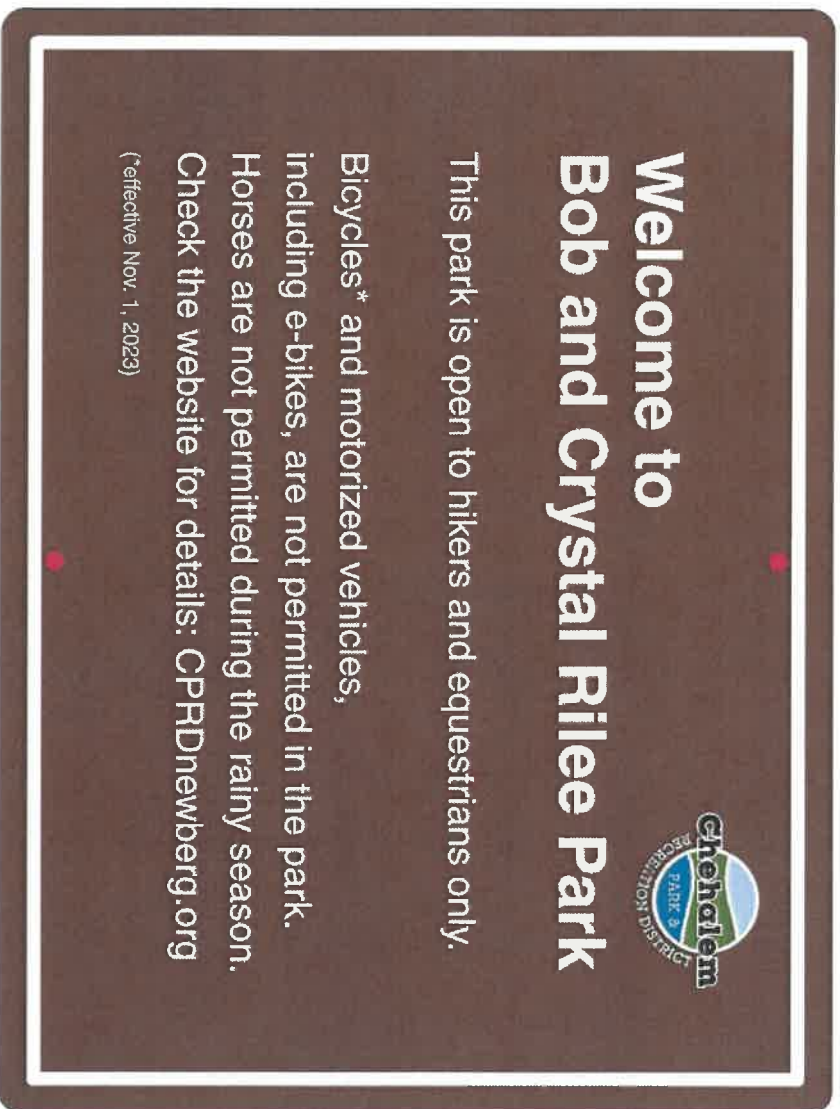 Welcome to
Bob and Crystal Rilee Park
Chehalem
PARK &
RECREATION DISTRICT
This park is open to hikers and equestrians only.
Bicycles* and motorized vehicles,
including e-bikes, are not permitted in the park.
Horses are not permitted during the rainy season.
Check the website for details: CPRDnewberg.org
(*effective Nov. 1, 2023)